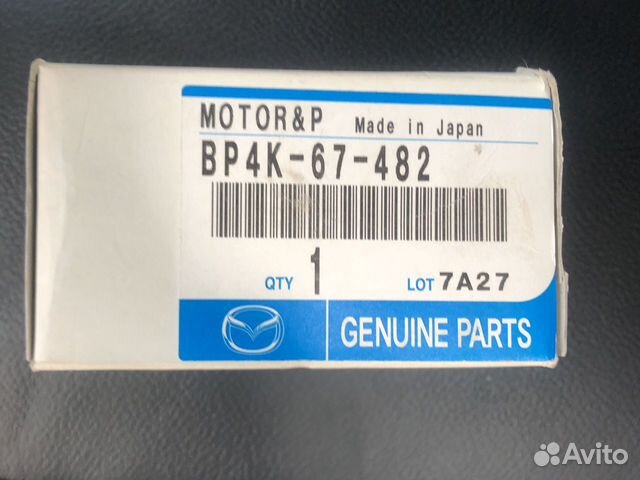 MOTOR&P Made in Japan
BP4K-67-482
QTY 1 LOT 7A27
GENUINE PARTS
Avito